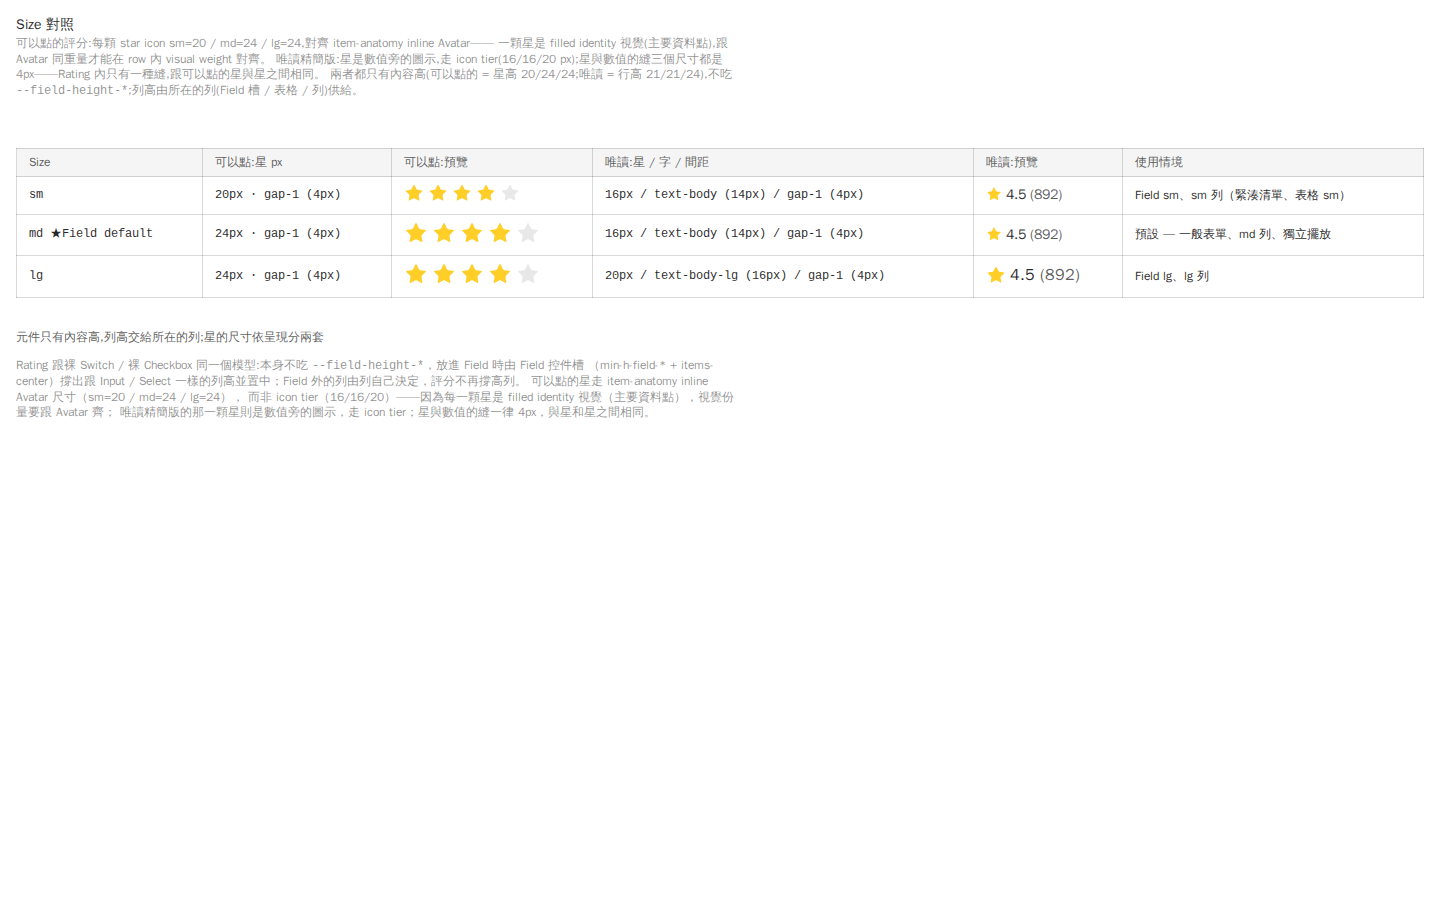 Size 對照
可以點的評分:每顆 star icon sm=20 / md=24 / lg=24,對齊 item-anatomy inline Avatar—— 一顆星是 filled identity 視覺(主要資料點),跟
Avatar 同重量才能在 row 內 visual weight 對齊。 唯讀精簡版:星是數值旁的圖示,走 icon tier(16/16/20 px);星與數值的縫三個尺寸都是
4px——Rating 內只有一種縫,跟可以點的星與星之間相同。 兩者都只有內容高(可以點的 = 星高 20/24/24;唯讀 = 行高 21/21/24),不吃
--field-height-*;列高由所在的列(Field 槽 / 表格 / 列)供給。
Size 可以點:星 px 可以點:預覽 唯讀:星 / 字 / 間距 唯讀:預覽 使用情境
sm 20px · gap-1 (4px) 16px / text-body (14px) / gap-1 (4px) 4.5 (892) Field sm、sm 列（緊湊清單、表格 sm）
md ★Field default 24px · gap-1 (4px) 16px / text-body (14px) / gap-1 (4px) 4.5 (892) 預設 — 一般表單、md 列、獨立擺放
lg 24px · gap-1 (4px) 20px / text-body-lg (16px) / gap-1 (4px) 4.5 (892) Field lg、lg 列
元件只有內容高,列高交給所在的列;星的尺寸依呈現分兩套
Rating 跟裸 Switch / 裸 Checkbox 同一個模型:本身不吃 --field-height-*，放進 Field 時由 Field 控件槽 （min-h-field-* + items-
center）撐出跟 Input / Select 一樣的列高並置中；Field 外的列由列自己決定，評分不再撐高列。 可以點的星走 item-anatomy inline
Avatar 尺寸（sm=20 / md=24 / lg=24）， 而非 icon tier（16/16/20）——因為每一顆星是 filled identity 視覺（主要資料點），視覺份
量要跟 Avatar 齊； 唯讀精簡版的那一顆星則是數值旁的圖示，走 icon tier；星與數值的縫一律 4px，與星和星之間相同。